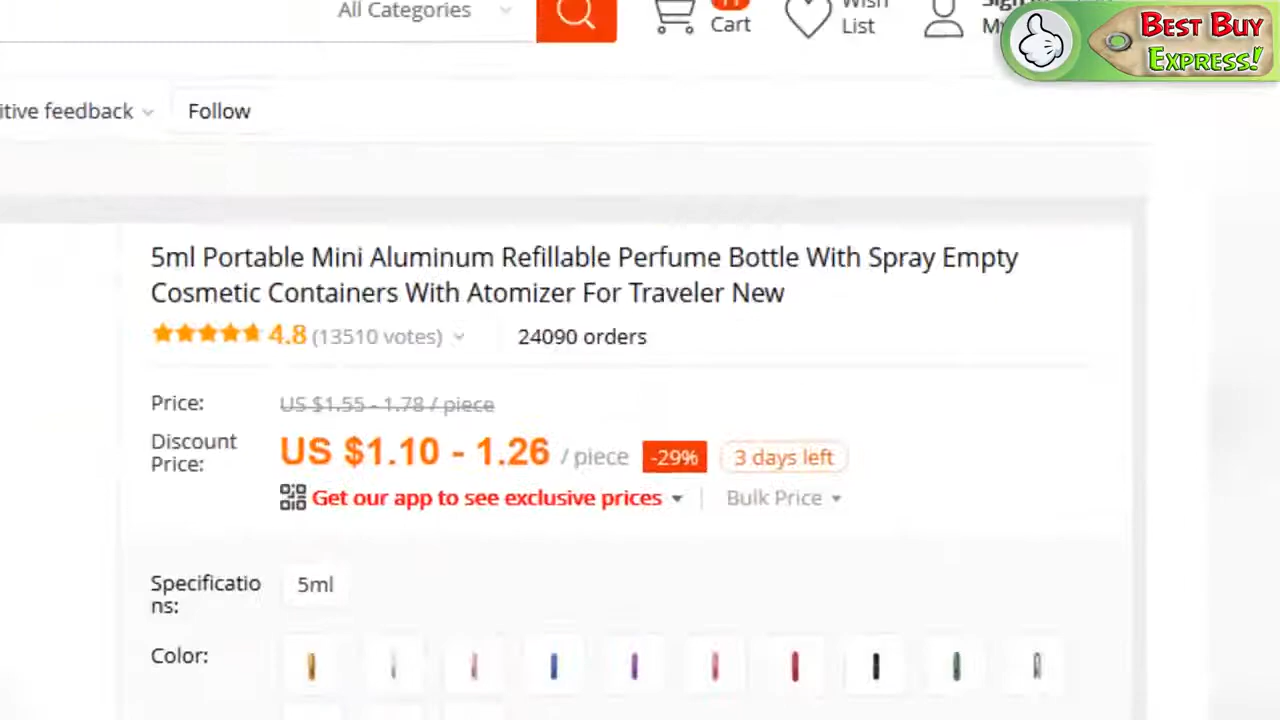 All Categories
Cart
Wish
List
Sign
My
BEST BUY
EXPRESS!
itive feedback
Follow
5ml Portable Mini Aluminum Refillable Perfume Bottle With Spray Empty
Cosmetic Containers With Atomizer For Traveler New
4.8 (13510 votes)
24090 orders
Price: US $1.55 - 1.78 / piece
Discount
Price:
US $1.10 - 1.26 / piece -29% 3 days left
Get our app to see exclusive prices | Bulk Price
Specificatio
ns:
5ml
Color: